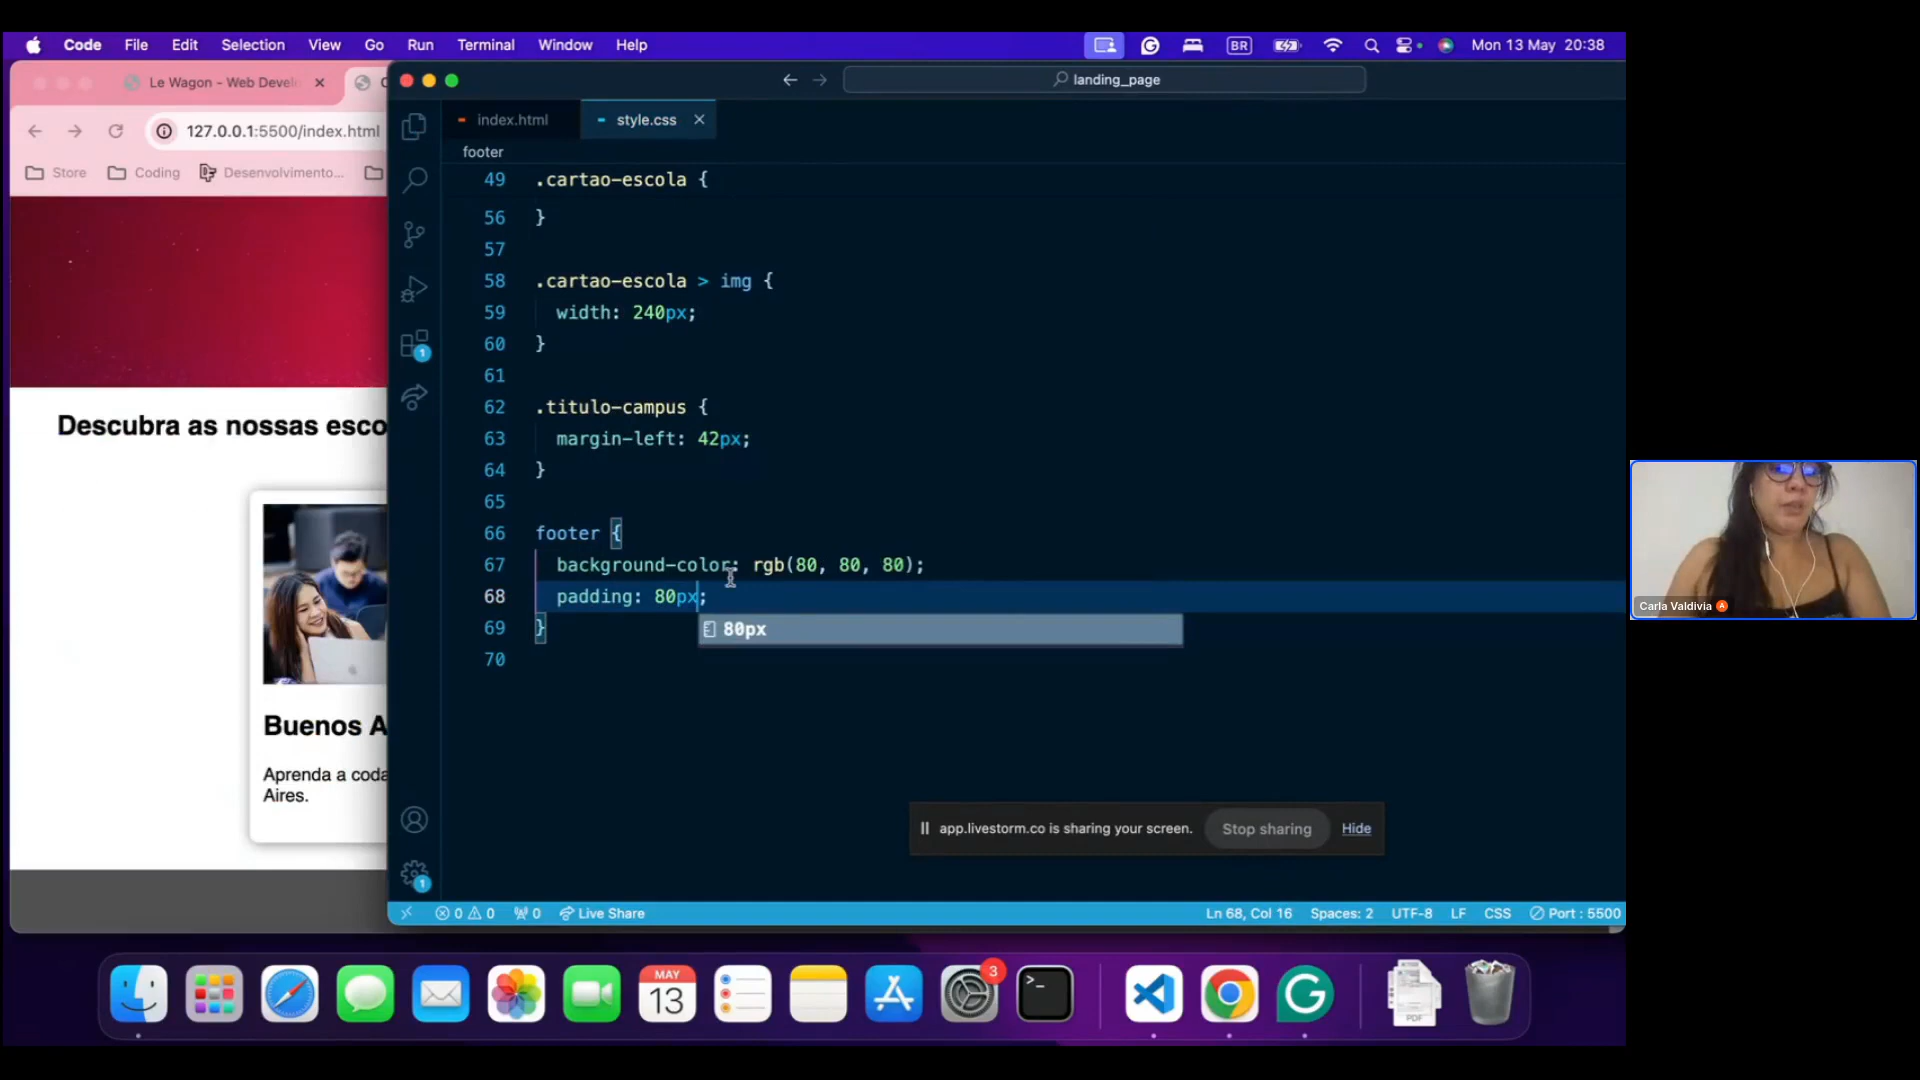 Code File Edit Selection View Go Run Terminal Window Help
BR
Mon 13 May 20:38
Le Wagon - Web Devel
127.0.0.1:5500/index.html
Store
Coding
Desenvolvimento...
Descubra as nossas esco
Buenos A
Aprenda a coda
Aires.
landing_page
index.html
style.css
footer
49 .cartao-escola {
56 }
57
58 .cartao-escola > img {
59 width: 240px;
60 }
61
62 .titulo-campus {
63 margin-left: 42px;
64 }
65
66 footer {
67 background-color: rgb(80, 80, 80);
68 padding: 80px;
80px
69 }
70
1
1
app.livestorm.co is sharing your screen.
Stop sharing
Hide
0 0 0 Live Share
Ln 68, Col 16 Spaces: 2 UTF-8 LF CSS Port : 5500
MAY
13
3
>_
PDF
Carla Valdivia